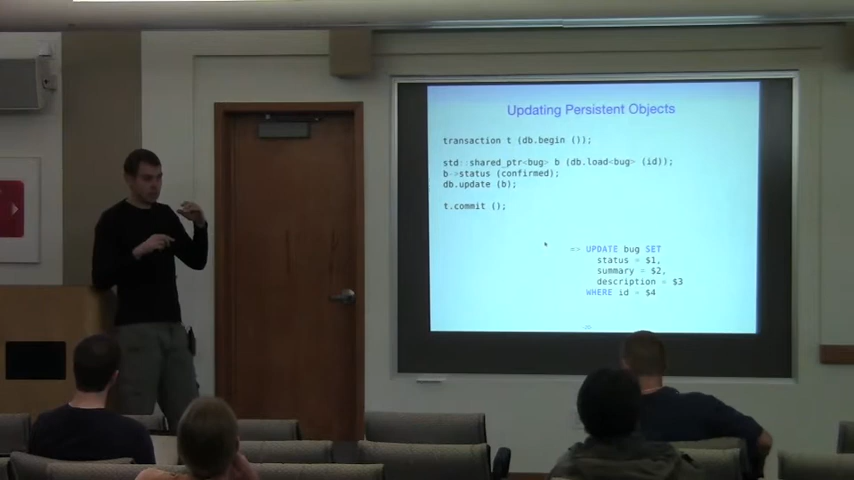 Updating Persistent Objects
transaction t (db.begin ());
std::shared_ptr<bug> b (db.load<bug> (id));
b->status (confirmed);
db.update (b);
t.commit ();
=> UPDATE bug SET
status = $1,
summary = $2,
description = $3
WHERE id = $4